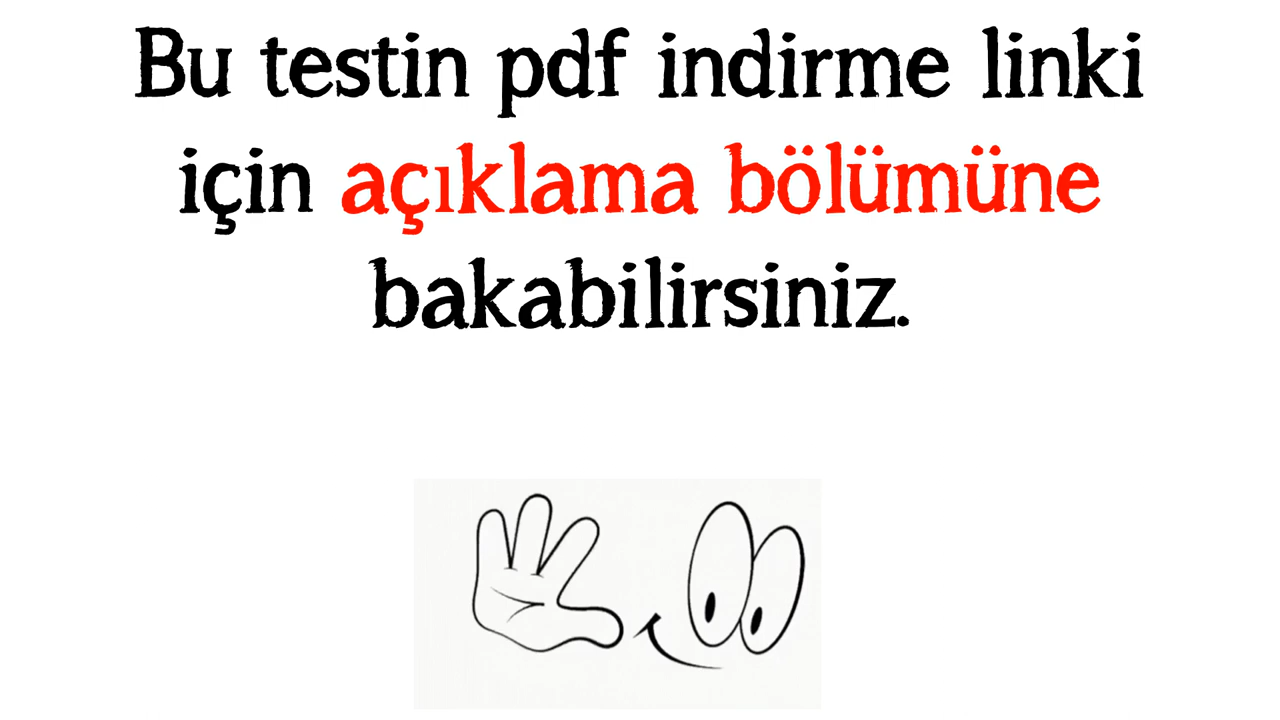 Bu testin pdf indirme linki
için açıklama bölümüne
bakabilirsiniz.